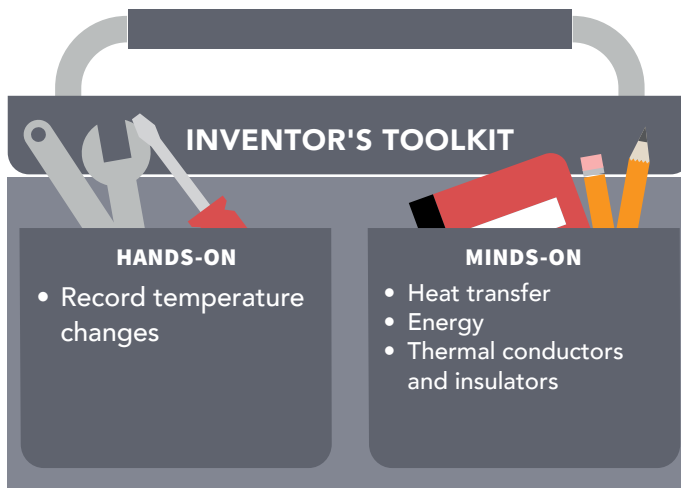 INVENTOR'S TOOLKIT
HANDS-ON
• Record temperature
changes
MINDS-ON
• Heat transfer
• Energy
• Thermal conductors
and insulators